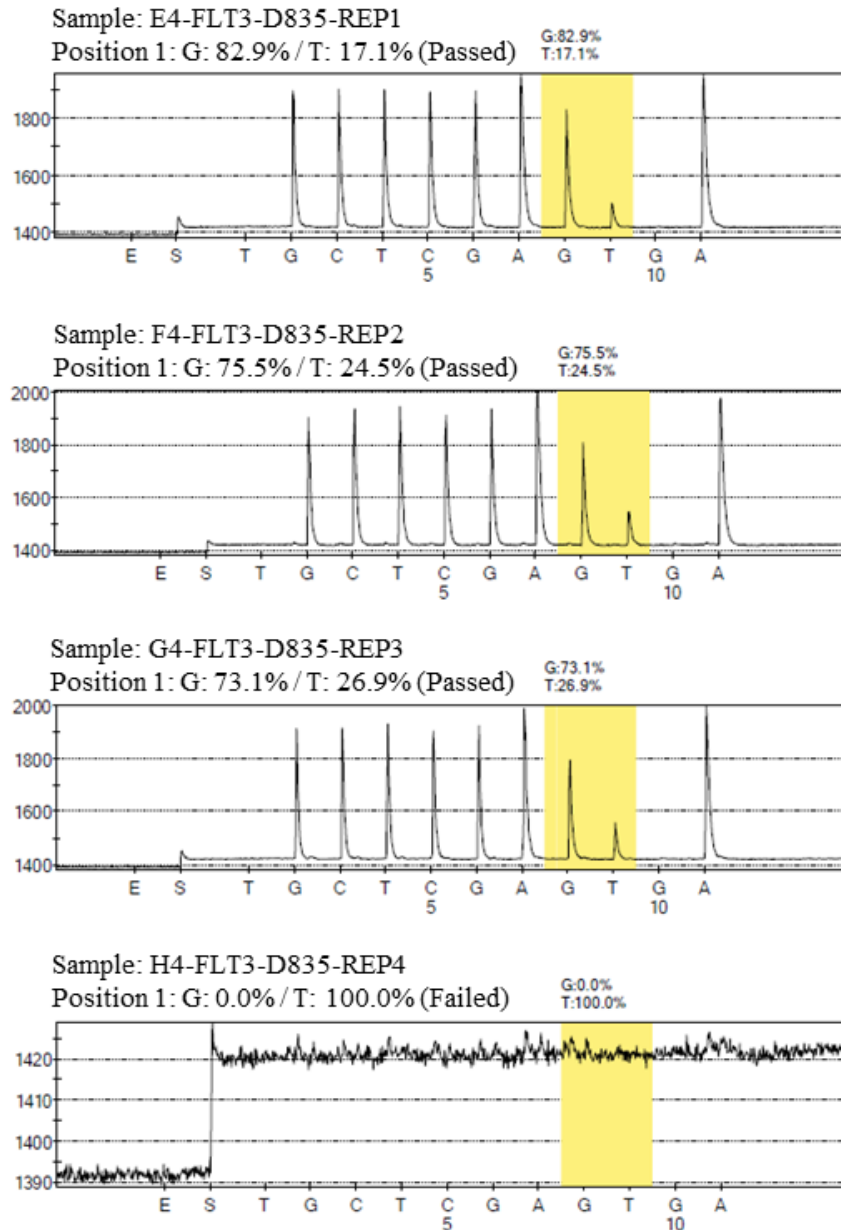 Sample: E4-FLT3-D835-REP1
Position 1: G: 82.9% / T: 17.1% (Passed)
G:82.9%
T:17.1%
1800
1600
1400
E S T G C T C G A G T G A
5 10
Sample: F4-FLT3-D835-REP2
Position 1: G: 75.5% / T: 24.5% (Passed)
G:75.5%
T:24.5%
2000
1800
1600
1400
E S T G C T C G A G T G A
5 10
Sample: G4-FLT3-D835-REP3
Position 1: G: 73.1% / T: 26.9% (Passed)
G:73.1%
T:26.9%
2000
1800
1600
1400
E S T G C T C G A G T G A
5 10
Sample: H4-FLT3-D835-REP4
Position 1: G: 0.0% / T: 100.0% (Failed)
G:0.0%
T:100.0%
1420
1410
1400
1390
E S T G C T C G A G T G A
5 10